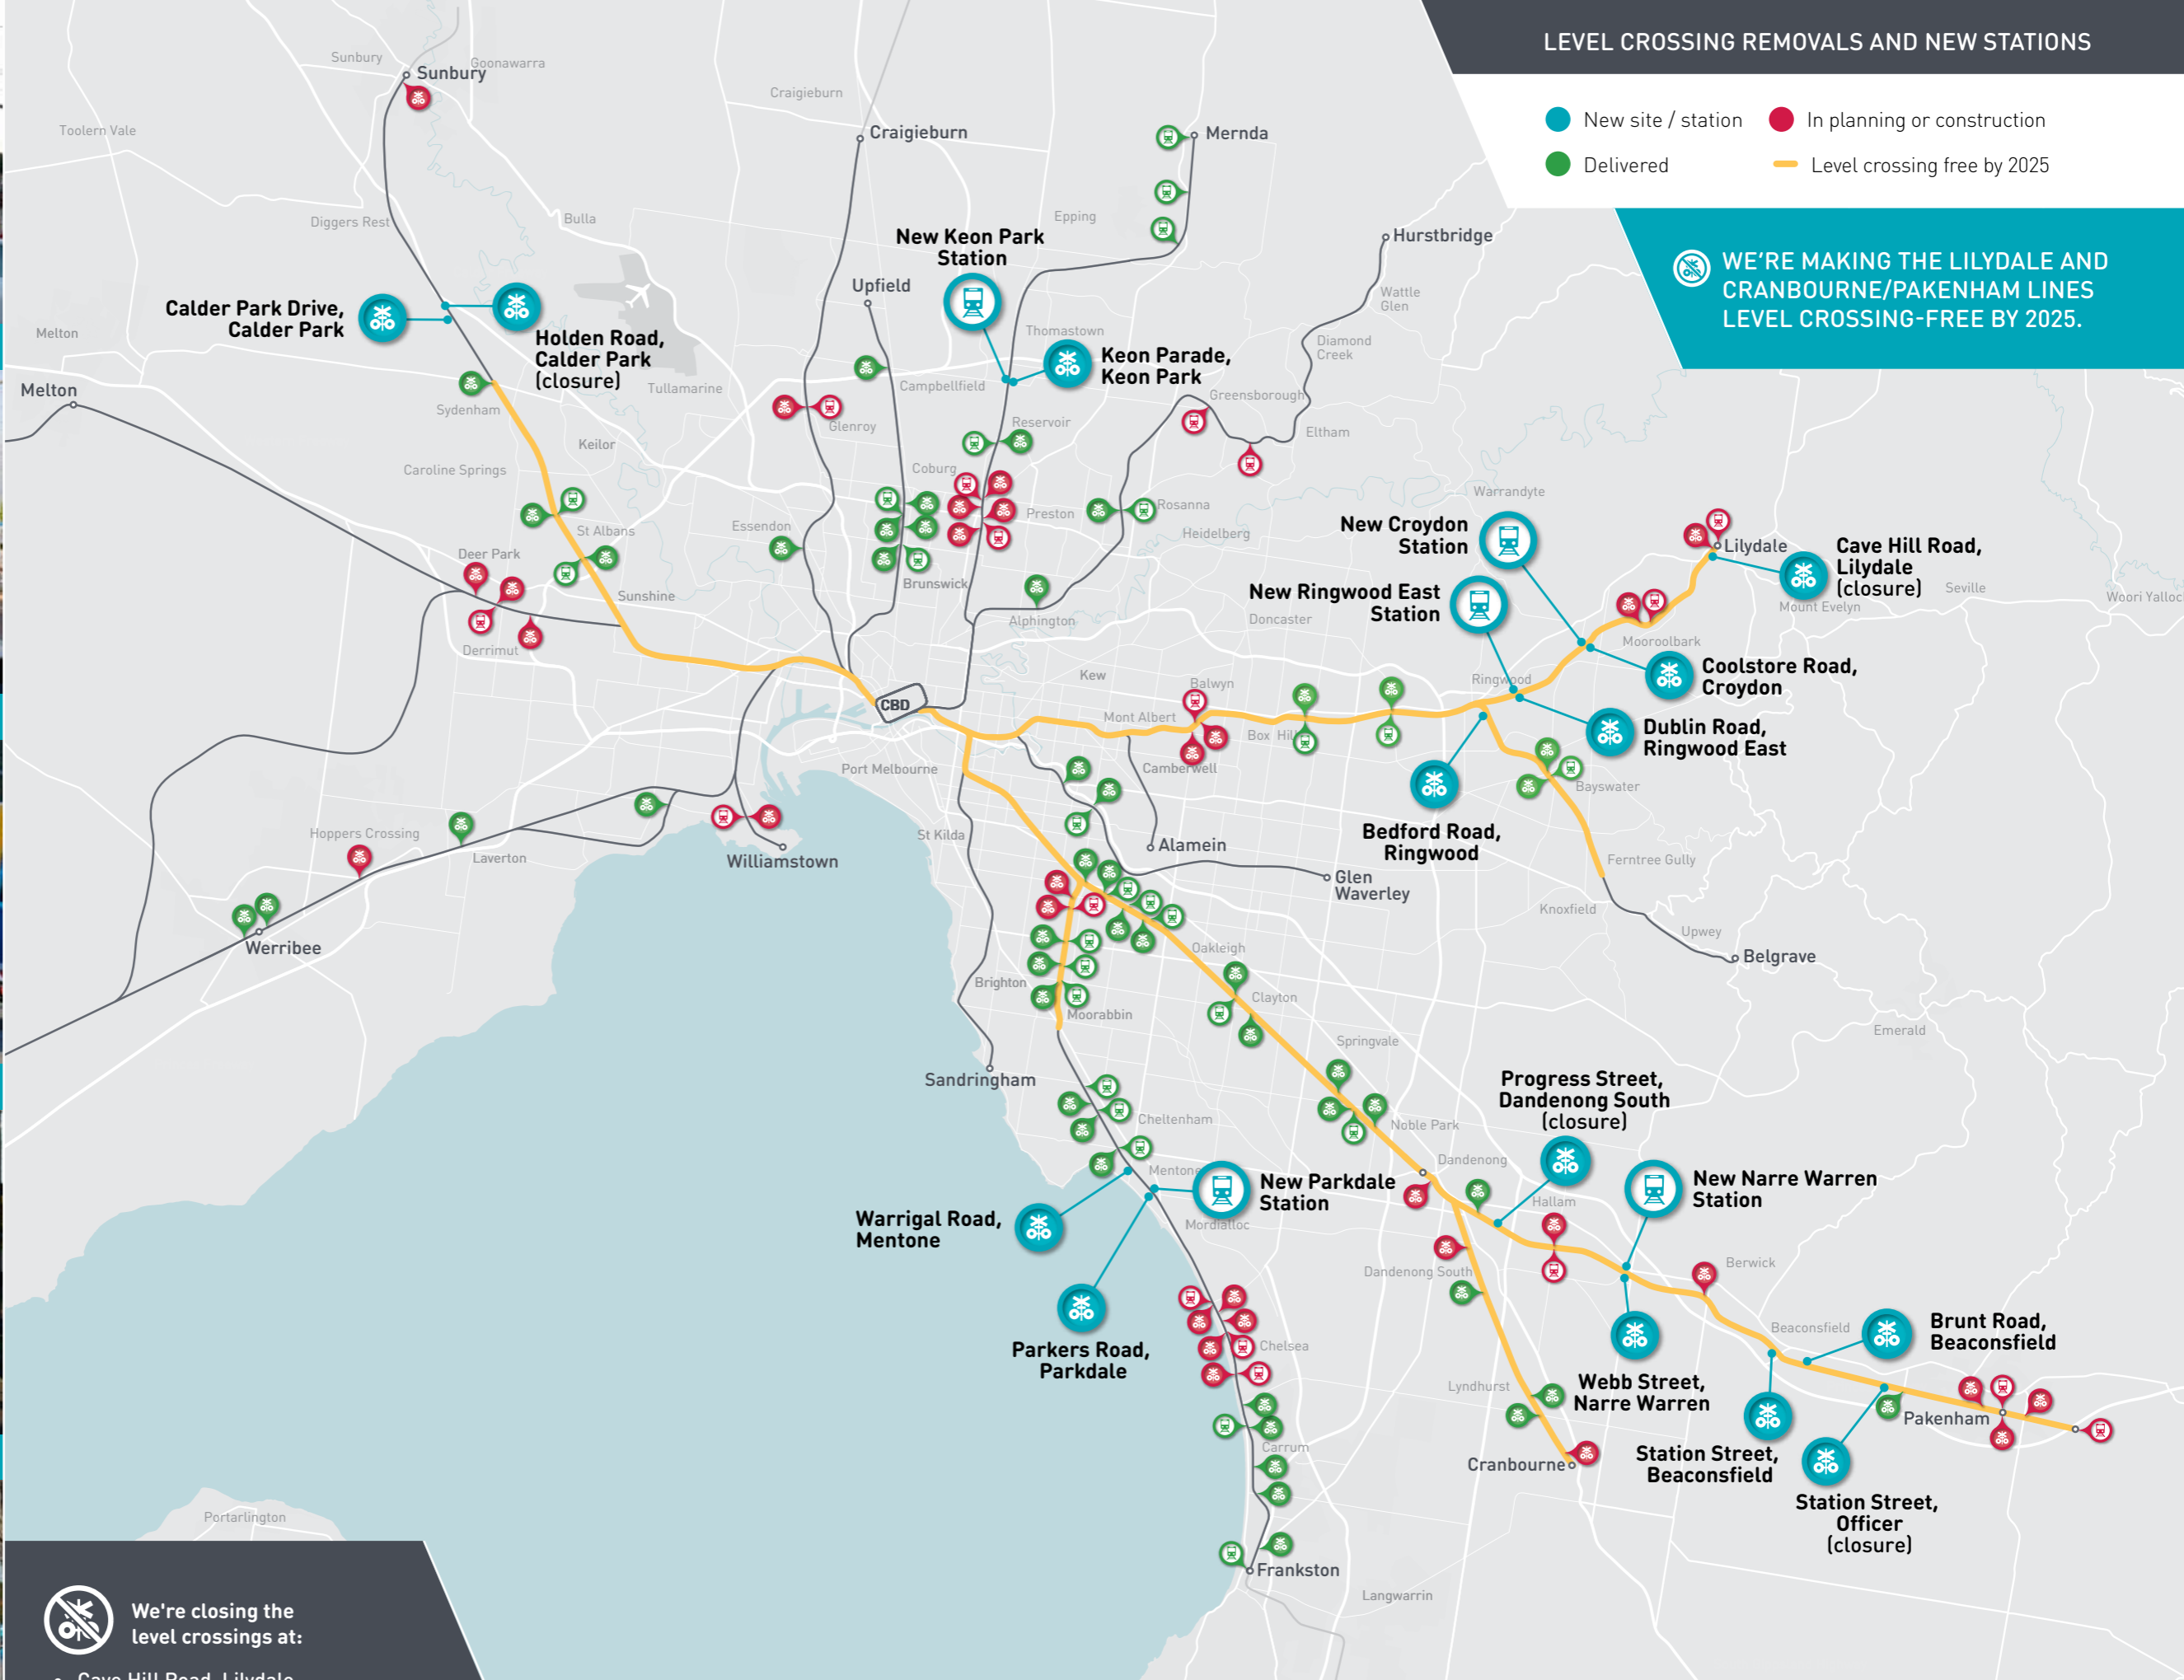 LEVEL CROSSING REMOVALS AND NEW STATIONS
New site / station
In planning or construction
Delivered
Level crossing free by 2025
WE'RE MAKING THE LILYDALE AND
CRANBOURNE/PAKENHAM LINES
LEVEL CROSSING-FREE BY 2025.
Sunbury
Sunbury
Goonawarra
Toolern Vale
Craigieburn
Craigieburn
Mernda
Diggers Rest
Bulla
Epping
Hurstbridge
New Keon Park
Station
Upfield
Wattle
Glen
Calder Park Drive,
Calder Park
Holden Road,
Calder Park
(closure)
Thomastown
Diamond
Creek
Keon Parade,
Keon Park
Melton
Melton
Tullamarine
Campbellfield
Greensborough
Sydenham
Glenroy
Reservoir
Eltham
Keilor
Caroline Springs
Coburg
Warrandyte
Essendon
Preston
Rosanna
St Albans
Heidelberg
New Croydon
Station
Deer Park
Lilydale
Cave Hill Road,
Lilydale
(closure)
Brunswick
Sunshine
New Ringwood East
Station
Seville
Woori Yalloc
Mount Evelyn
Alphington
Doncaster
Derrimut
Mooroolbark
Kew
Balwyn
Ringwood
Coolstore Road,
Croydon
CBD
Mont Albert
Box Hill
Dublin Road,
Ringwood East
Port Melbourne
Camberwell
Bayswater
Hoppers Crossing
Laverton
St Kilda
Bedford Road,
Ringwood
Williamstown
Alamein
Ferntree Gully
Glen
Waverley
Knoxfield
Werribee
Oakleigh
Upwey
Belgrave
Brighton
Clayton
Moorabbin
Emerald
Springvale
Sandringham
Progress Street,
Dandenong South
(closure)
Cheltenham
Noble Park
Dandenong
Mentone
New Parkdale
Station
Hallam
New Narre Warren
Station
Warrigal Road,
Mentone
Mordialloc
Dandenong South
Berwick
Parkers Road,
Parkdale
Chelsea
Beaconsfield
Brunt Road,
Beaconsfield
Lyndhurst
Webb Street,
Narre Warren
Pakenham
Carrum
Cranbourne
Station Street,
Beaconsfield
Station Street,
Officer
(closure)
Portarlington
Frankston
Langwarrin
We're closing the
level crossings at:
• Cave Hill Road, Lilydale